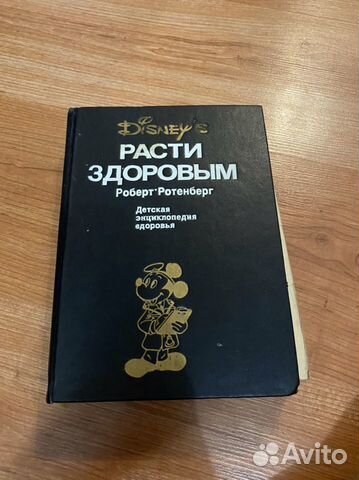 Disney's
РАСТИ
ЗДОРОВЫМ
Роберт Ротенберг
Детская
энциклопедия
здоровья
Avito